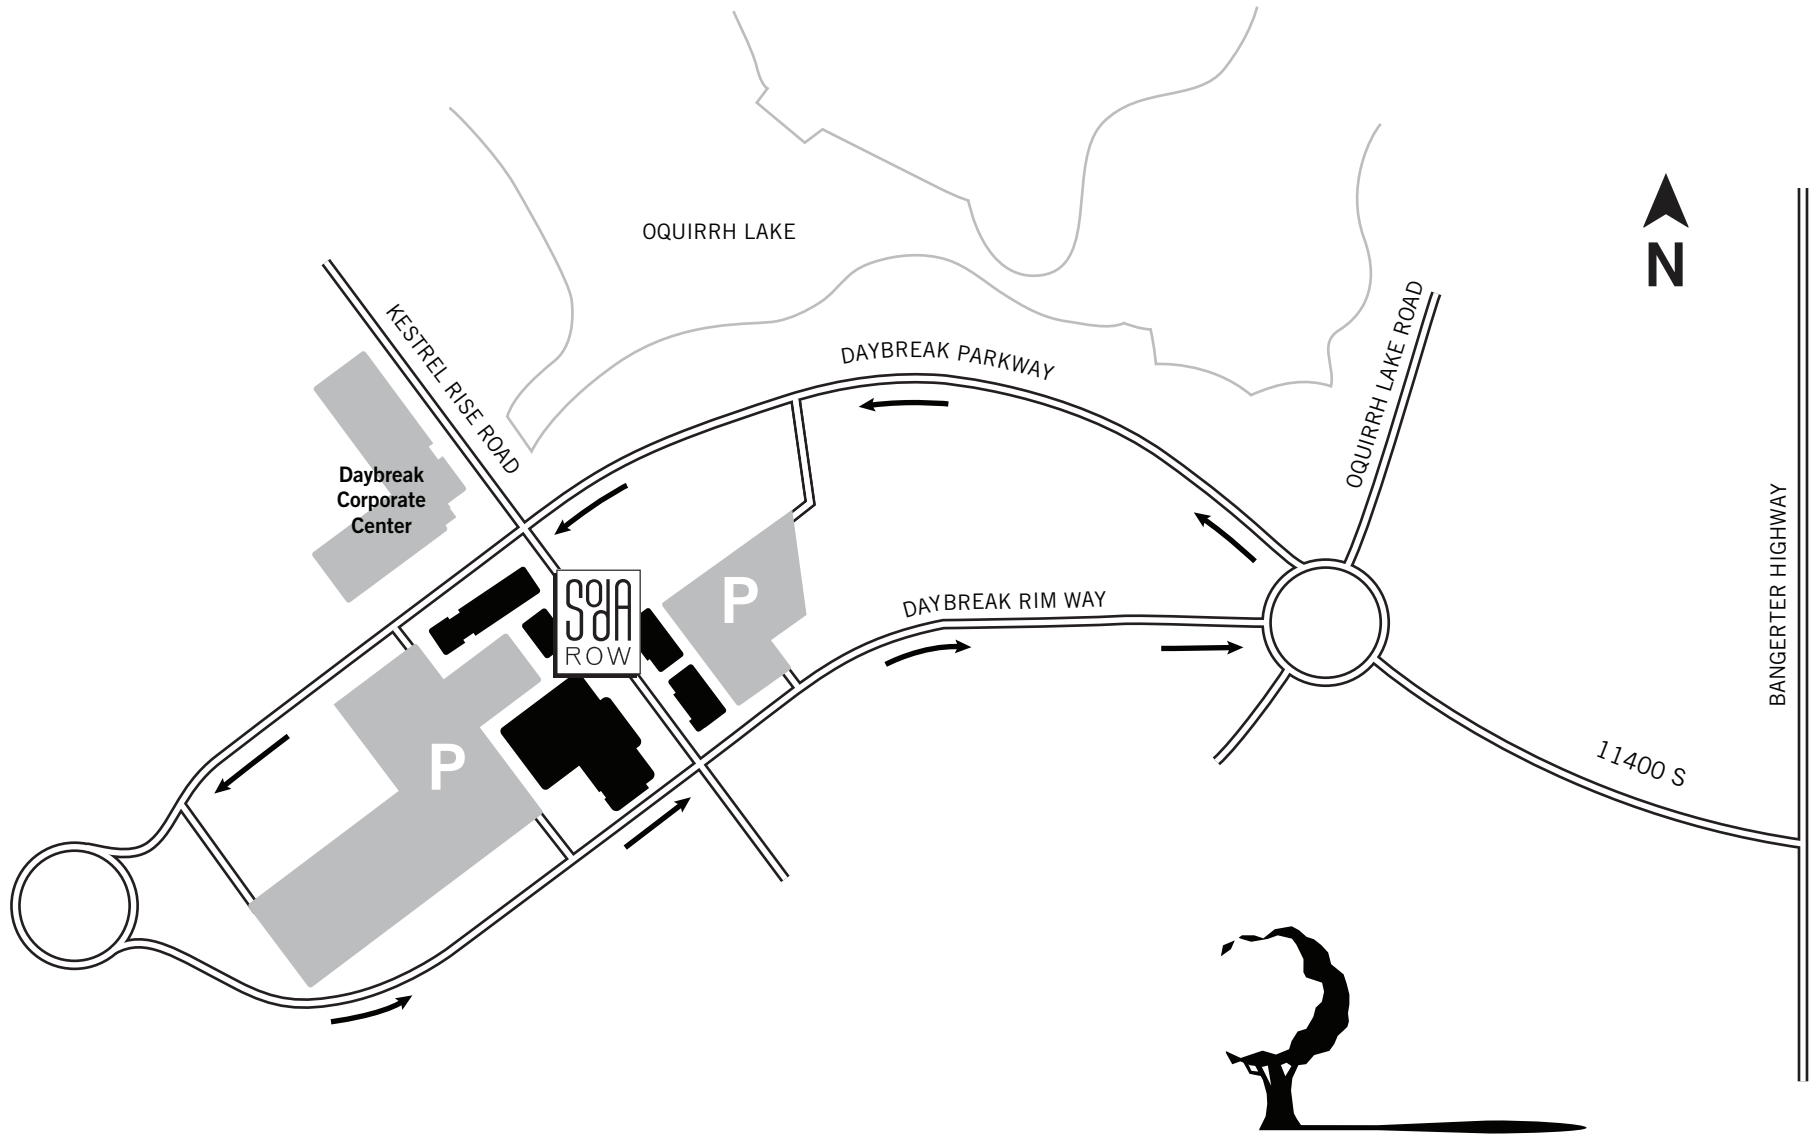 OQUIRRH LAKE
N
KESTREL RISE ROAD
DAYBREAK PARKWAY
OQUIRRH LAKE ROAD
Daybreak
Corporate
Center
BANGERTER HIGHWAY
SODA
ROW
P
DAYBREAK RIM WAY
P
11400 S